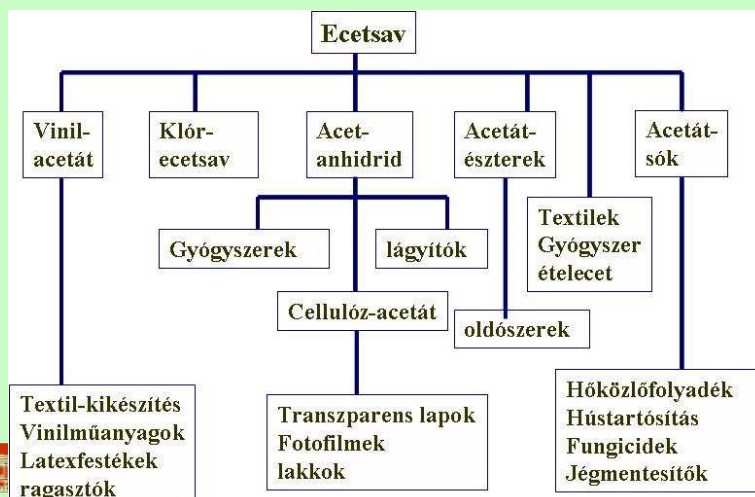 Ecetsav
Vinil-
acetát
Klór-
ecetsav
Acet-
anhidrid
Acetát-
észterek
Acetát-
sók
Gyógyszerek
lágyítók
Textilek
Gyógyszer
ételecet
Cellulóz-acetát
oldószerek
Textil-kikészítés
Vinilműanyagok
Latexfestékek
ragasztók
Transzparens lapok
Fotofilmek
lakkok
Hőközlőfolyadék
Hústartósítás
Fungicidek
Jégmentesítők